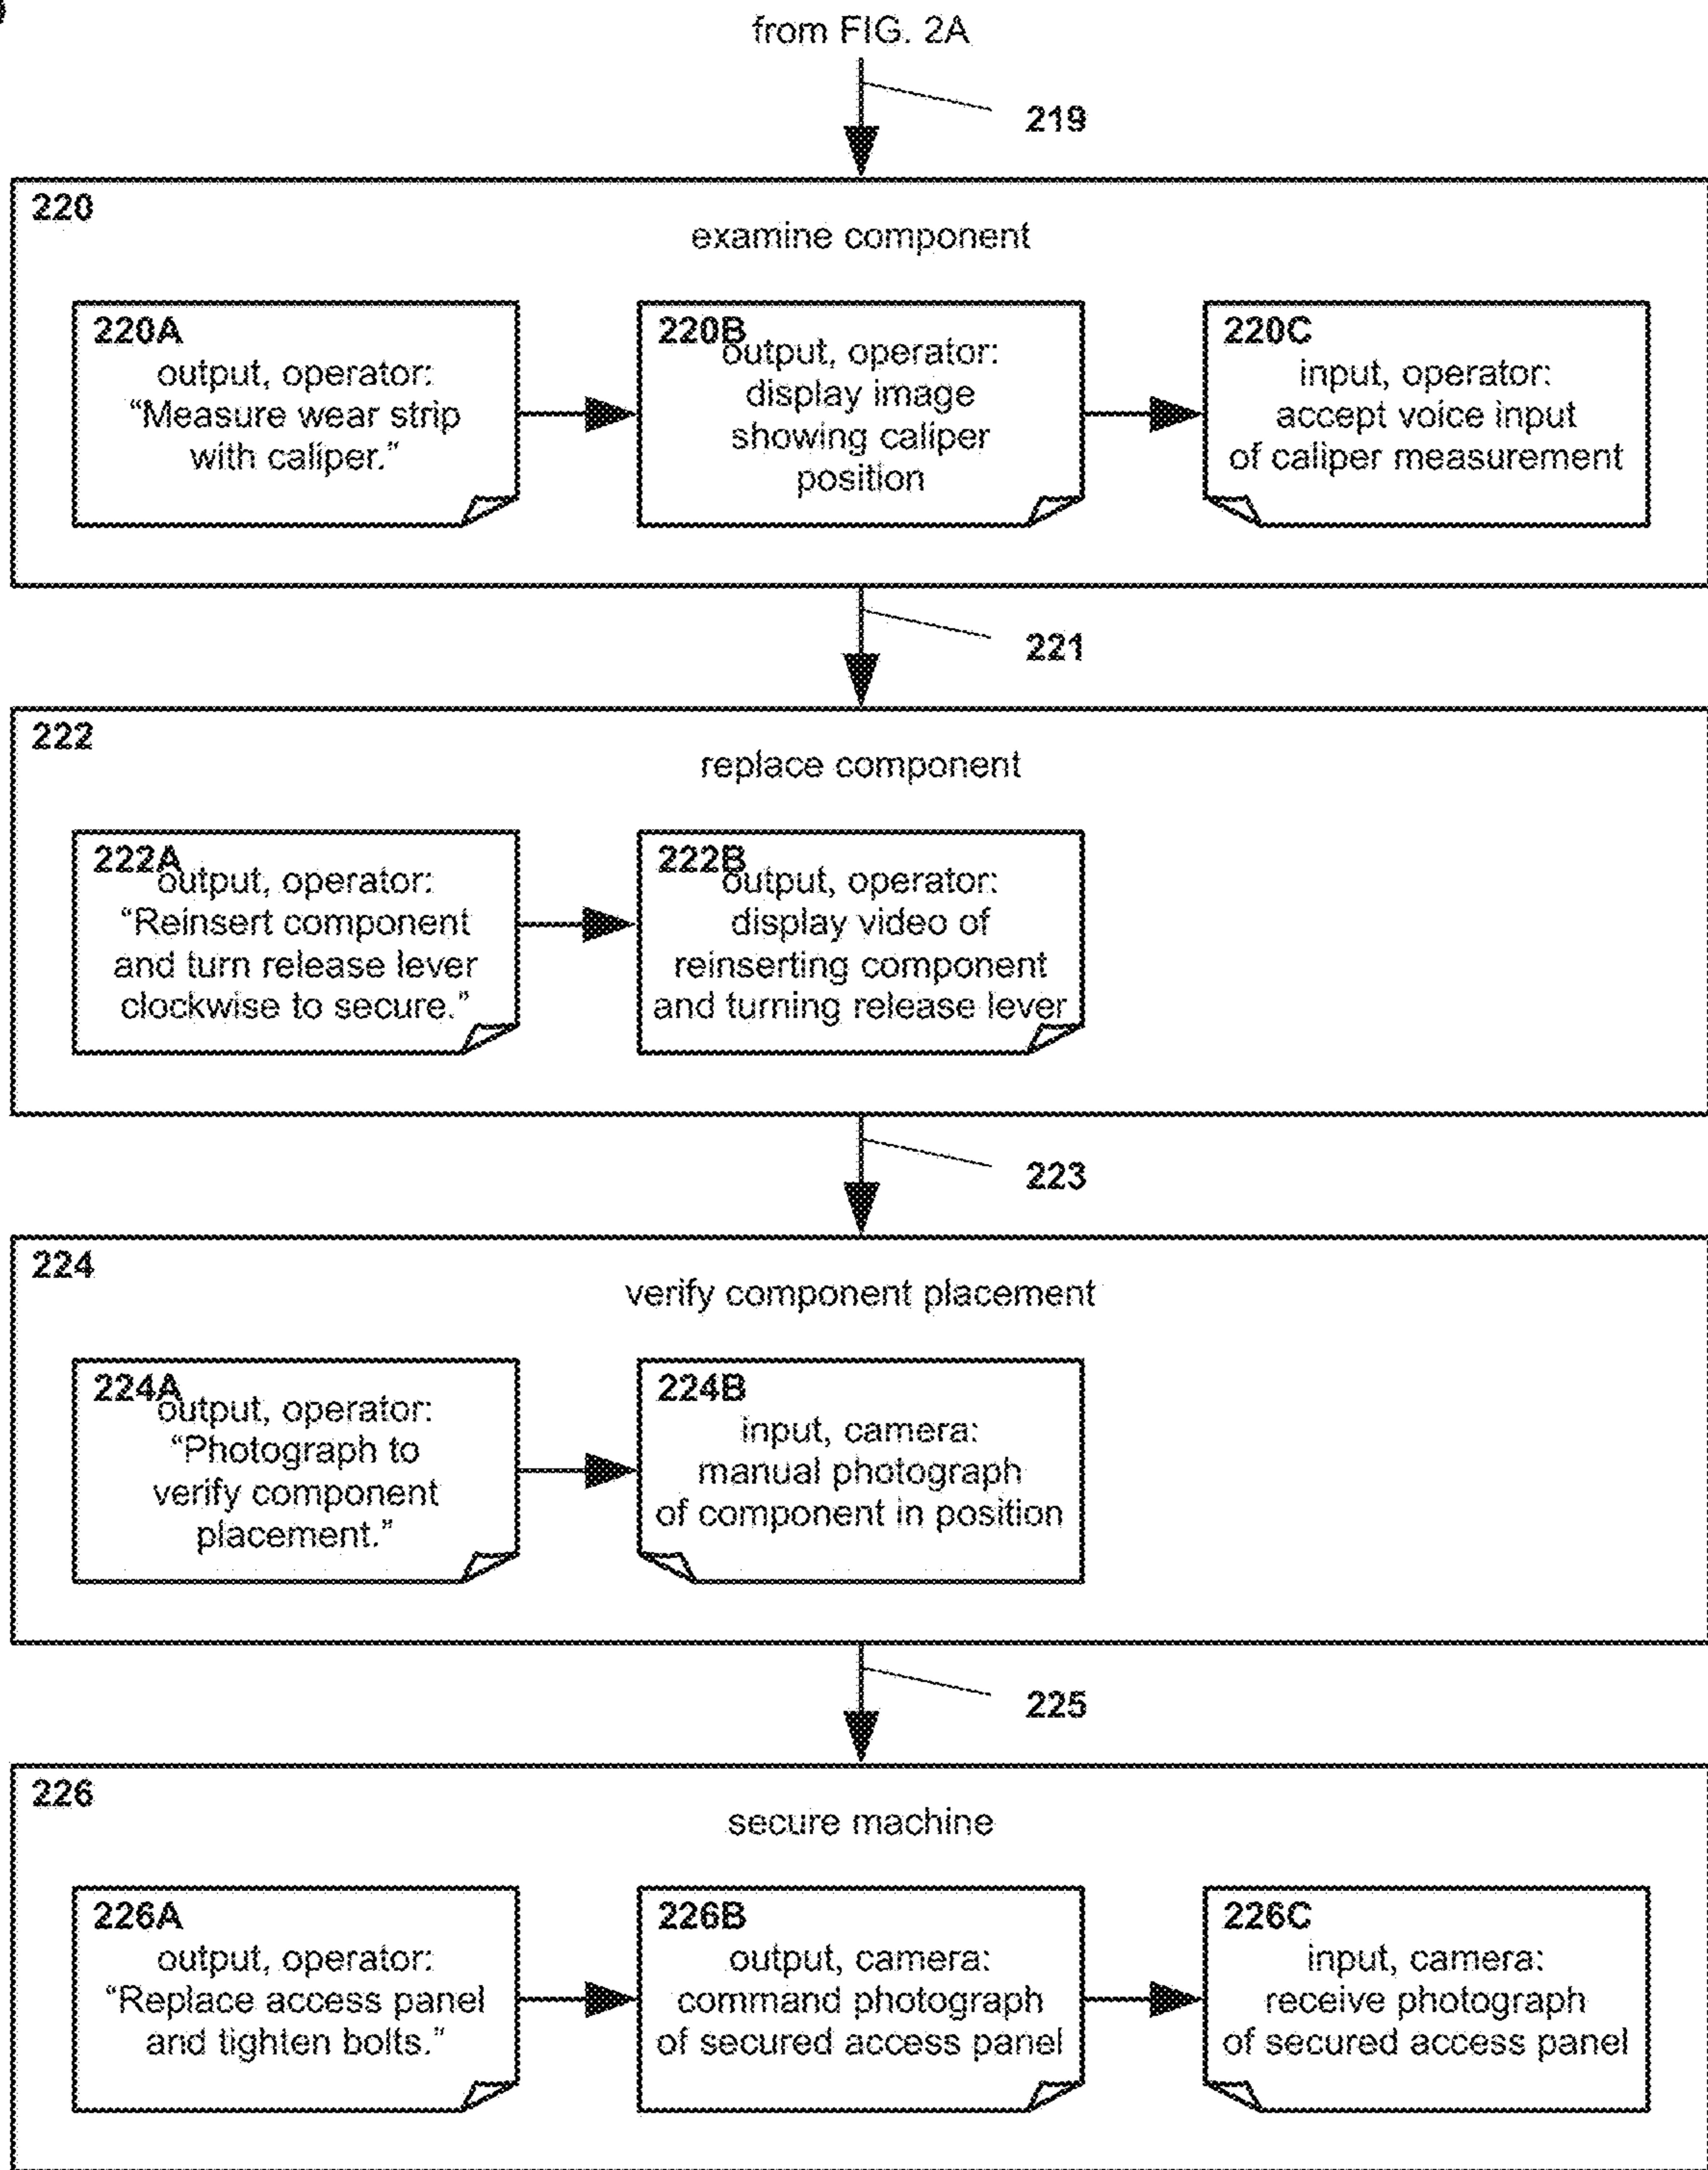 from FIG. 2A
219
220
examine component
220A
output, operator:
“Measure wear strip
with caliper.”
220B
output, operator:
display image
showing caliper
position
220C
input, operator:
accept voice input
of caliper measurement
221
222
replace component
222A
output, operator:
“Reinsert component
and turn release lever
clockwise to secure.”
222B
output, operator:
display video of
reinserting component
and turning release lever
223
224
verify component placement
224A
output, operator:
“Photograph to
verify component
placement.”
224B
input, camera:
manual photograph
of component in position
225
226
secure machine
226A
output, operator:
“Replace access panel
and tighten bolts.”
226B
output, camera:
command photograph
of secured access panel
226C
input, camera:
receive photograph
of secured access panel